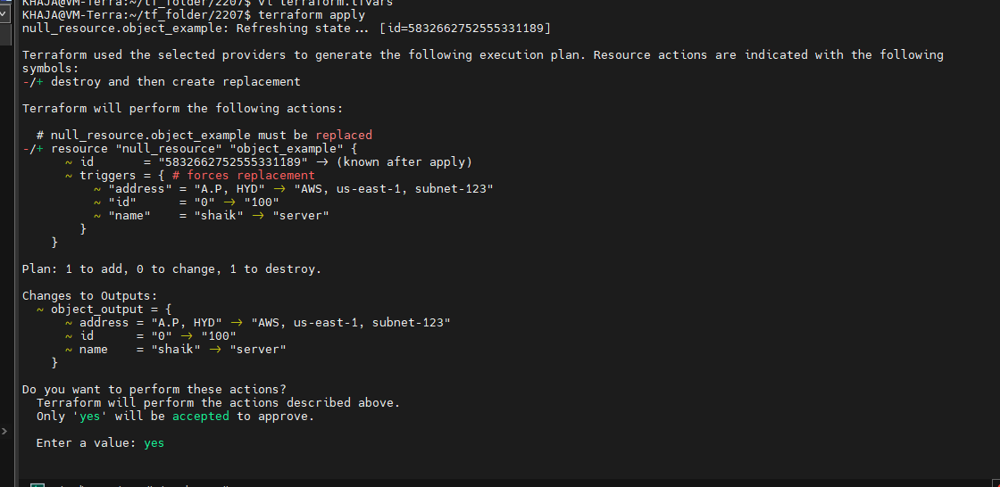 KHAJA@VM-Terra:~/tf_folder/2207$ vi terraform.tfvars
KHAJA@VM-Terra:~/tf_folder/2207$ terraform apply
null_resource.object_example: Refreshing state... [id=5832662752555331189]
Terraform used the selected providers to generate the following execution plan. Resource actions are indicated with the following
symbols:
-/+ destroy and then create replacement
Terraform will perform the following actions:
# null_resource.object_example must be replaced
-/+ resource "null_resource" "object_example" {
~ id       = "5832662752555331189" → (known after apply)
~ triggers = { # forces replacement
~ "address" = "A.P, HYD" → "AWS, us-east-1, subnet-123"
~ "id"      = "0" → "100"
~ "name"    = "shaik" → "server"
}
}
Plan: 1 to add, 0 to change, 1 to destroy.
Changes to Outputs:
~ object_output = {
~ address = "A.P, HYD" → "AWS, us-east-1, subnet-123"
~ id      = "0" → "100"
~ name    = "shaik" → "server"
}
Do you want to perform these actions?
Terraform will perform the actions described above.
Only 'yes' will be accepted to approve.
Enter a value: yes